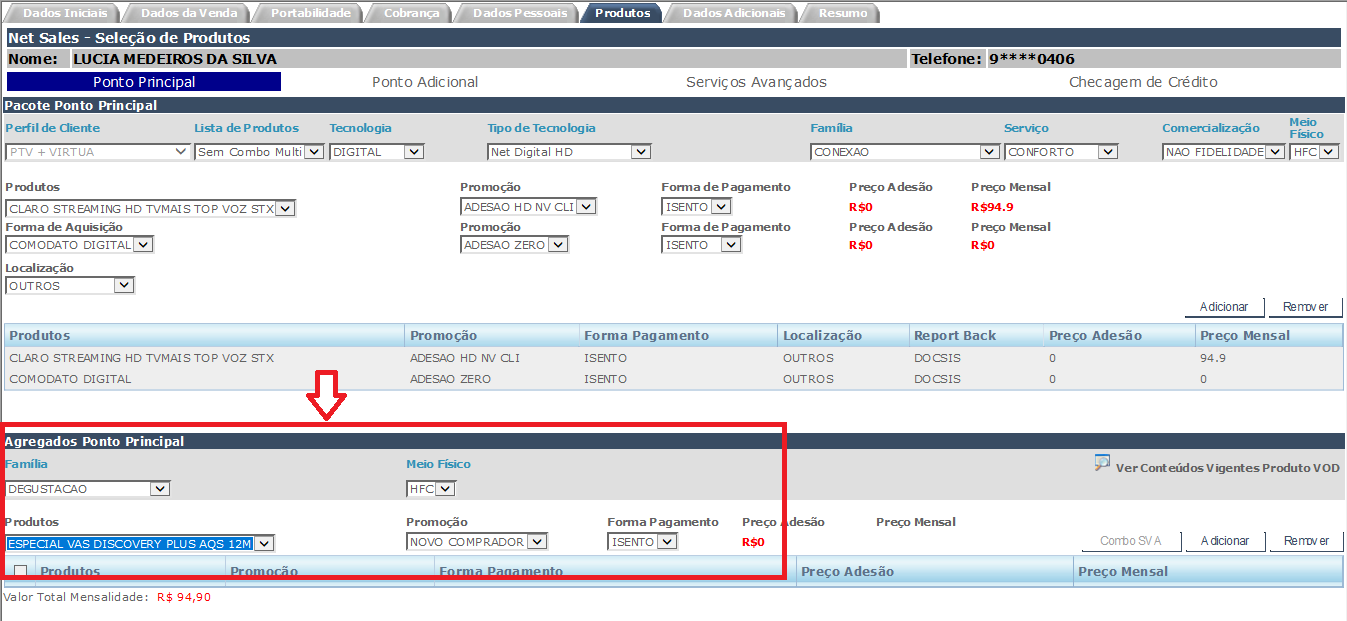 Dados Iniciais Dados da Venda Portabilidade Cobrança Dados Pessoais Produtos Dados Adicionais Resumo
Net Sales - Seleção de Produtos
Nome: LUCIA MEDEIROS DA SILVA Telefone: 9****0406
Ponto Principal Ponto Adicional Serviços Avançados Checagem de Crédito
Pacote Ponto Principal
Perfil de Cliente Lista de Produtos Tecnologia Tipo de Tecnologia Família Serviço Comercialização Meio Físico
PTV + VIRTUA Sem Combo Multi DIGITAL Net Digital HD CONEXAO CONFORTO NAO FIDELIDADE HFC
Produtos Promoção Forma de Pagamento Preço Adesão Preço Mensal
CLARO STREAMING HD TVMAIS TOP VOZ STX ADESAO HD NV CLI ISENTO R$0 R$94.9
Forma de Aquisição Promoção Forma de Pagamento Preço Adesão Preço Mensal
COMODATO DIGITAL ADESAO ZERO ISENTO R$0 R$0
Localização
OUTROS
Adicionar Remover
Produtos Promoção Forma Pagamento Localização Report Back Preço Adesão Preço Mensal
CLARO STREAMING HD TVMAIS TOP VOZ STX ADESAO HD NV CLI ISENTO OUTROS DOCSIS 0 94.9
COMODATO DIGITAL ADESAO ZERO ISENTO OUTROS DOCSIS 0 0
Agregados Ponto Principal
Família Meio Físico
Ver Conteúdos Vigentes Produto VOD
DEGUSTACAO HFC
Produtos Promoção Forma Pagamento Preço Adesão Preço Mensal
ESPECIAL VAS DISCOVERY PLUS AQS 12M NOVO COMPRADOR ISENTO R$0 Combo SVA Adicionar Remover
Produtos Promoção Forma Pagamento Preço Adesão Preço Mensal
Valor Total Mensalidade: R$ 94,90